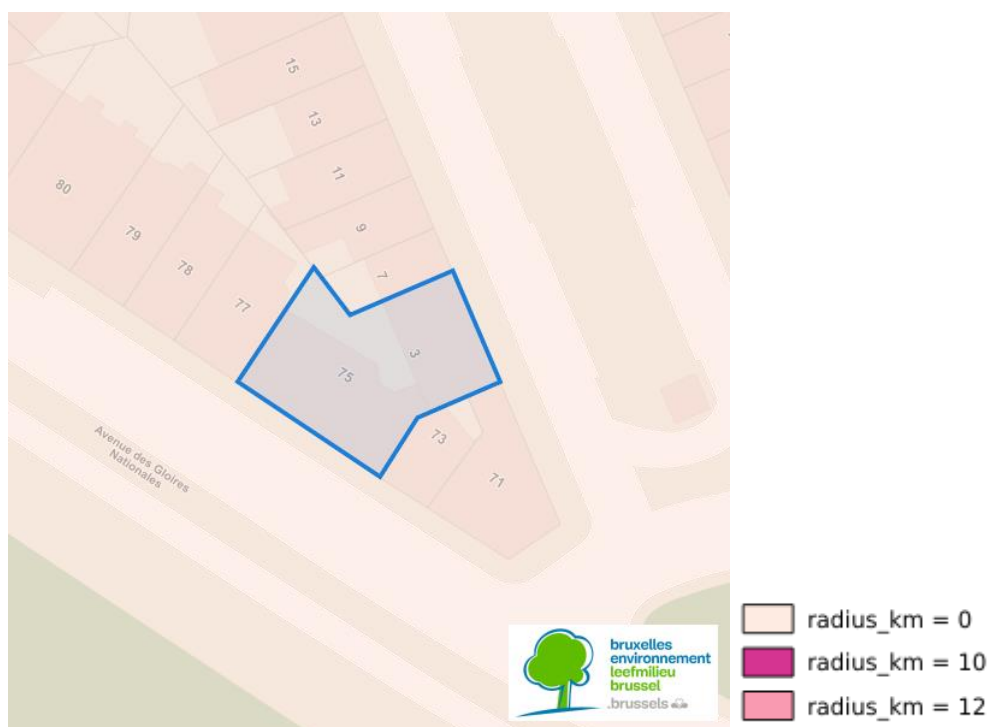 15
13
11
9
7
3
80
79
78
77
75
73
71
Avenue des Gloires
Nationales
bruxelles
environnement
leefmilieu
brussel
.brussels
radius_km = 0
radius_km = 10
radius_km = 12